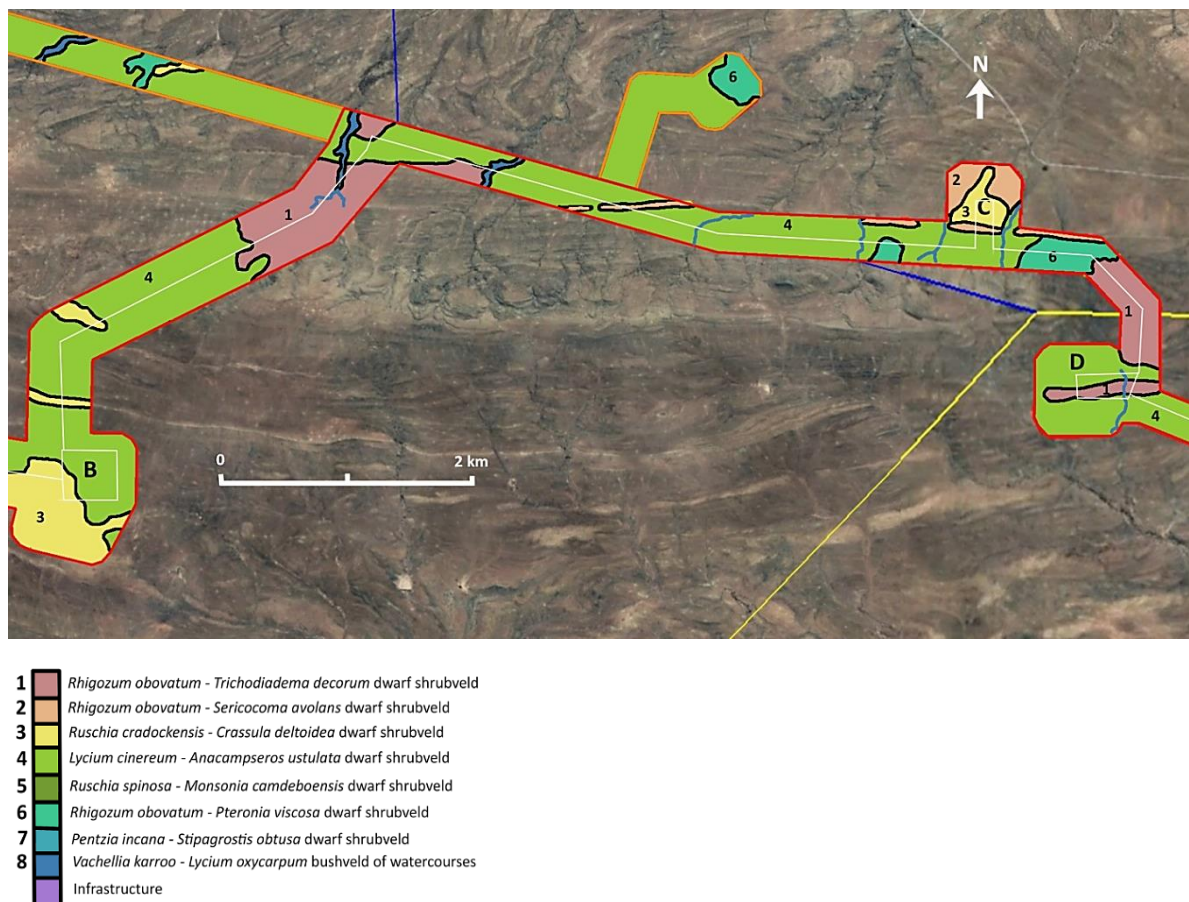 6
N
2
3
C
1
4
6
4
1
D
4
B
0
2 km
3
1 Rhigozum obovatum - Trichodiadema decorum dwarf shrubveld
2 Rhigozum obovatum - Sericocoma avolans dwarf shrubveld
3 Ruschia cradockensis - Crassula deltoidea dwarf shrubveld
4 Lycium cinereum - Anacampseros ustulata dwarf shrubveld
5 Ruschia spinosa - Monsonia camdeboensis dwarf shrubveld
6 Rhigozum obovatum - Pteronia viscosa dwarf shrubveld
7 Pentzia incana - Stipagrostis obtusa dwarf shrubveld
8 Vachellia karroo - Lycium oxycarpum bushveld of watercourses
Infrastructure